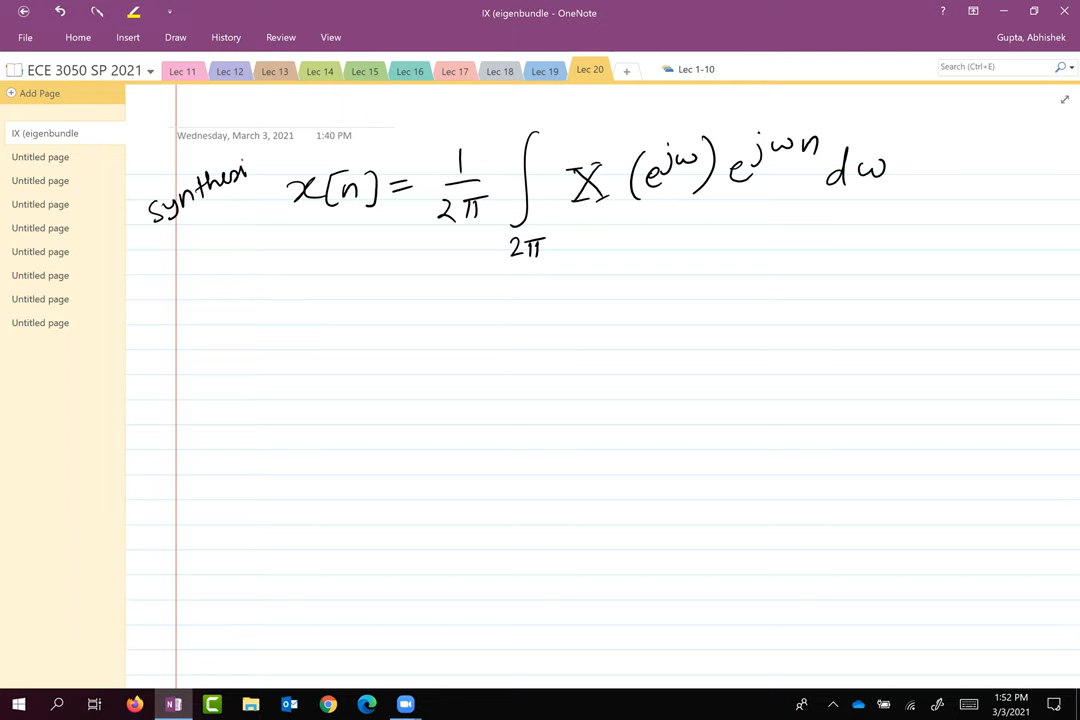 IX (eigenbundle - OneNote
?
File Home Insert Draw History Review View
Gupta, Abhishek
ECE 3050 SP 2021
Lec 11 Lec 12 Lec 13 Lec 14 Lec 15 Lec 16 Lec 17 Lec 18 Lec 19 Lec 20 + Lec 1-10
Search (Ctrl+E)
Add Page
IX (eigenbundle
Untitled page
Untitled page
Untitled page
Untitled page
Untitled page
Untitled page
Untitled page
Untitled page
Wednesday, March 3, 2021 1:40 PM
synthesi x[n] = 1/2π ∫2π X(e^jω) e^jωn dω
1:52 PM
3/3/2021